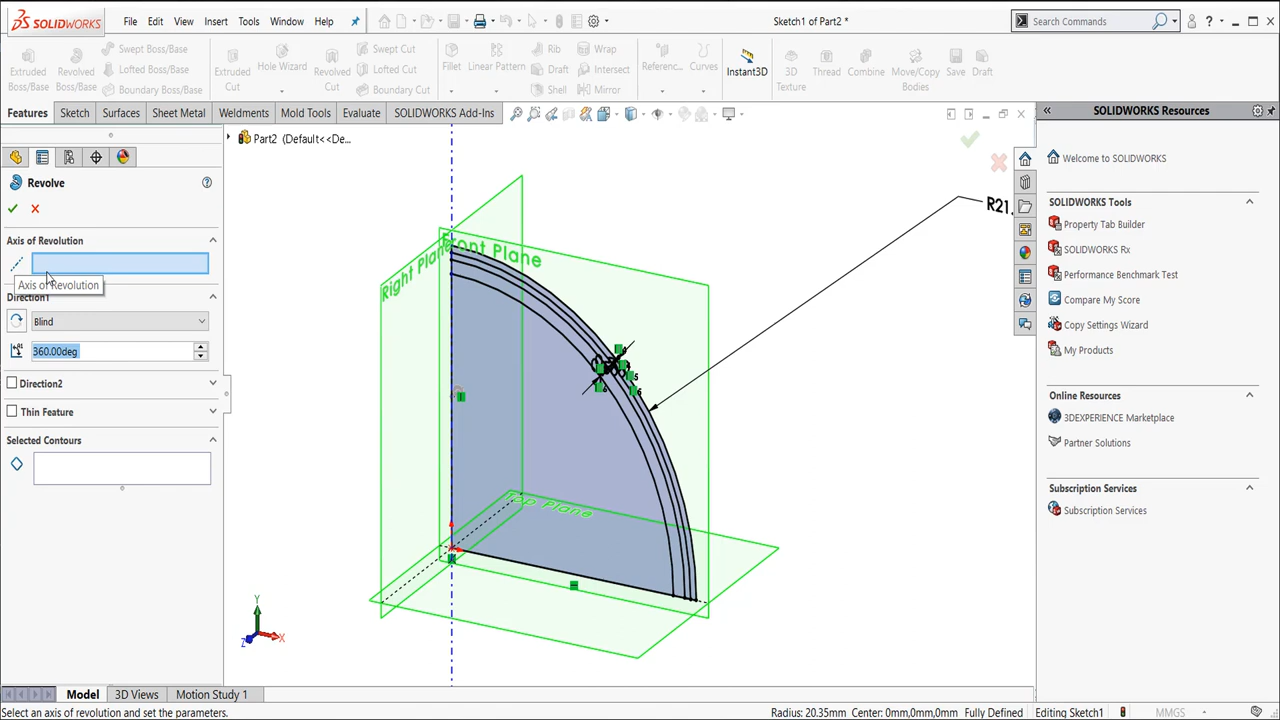 SOLIDWORKS File Edit View Insert Tools Window Help Sketch1 of Part2 * Search Commands
Extruded Boss/Base Revolved Boss/Base Swept Boss/Base Lofted Boss/Base Boundary Boss/Base Extruded Cut Hole Wizard Revolved Cut Swept Cut Lofted Cut Boundary Cut Fillet Linear Pattern Rib Draft Shell Wrap Intersect Mirror Referenc... Curves Instant3D 3D Texture Thread Combine Move/Copy Bodies Save Draft
Features Sketch Surfaces Sheet Metal Weldments Mold Tools Evaluate SOLIDWORKS Add-Ins
SOLIDWORKS Resources
Part2 (Default<<De...
Revolve
Axis of Revolution
Axis of Revolution
Direction1
Blind
360.00deg
Direction2
Thin Feature
Selected Contours
Front Plane
Right Plane
Top Plane
R21.
Y
X
Z
Welcome to SOLIDWORKS
SOLIDWORKS Tools
Property Tab Builder
SOLIDWORKS Rx
Performance Benchmark Test
Compare My Score
Copy Settings Wizard
My Products
Online Resources
3DEXPERIENCE Marketplace
Partner Solutions
Subscription Services
Subscription Services
Model 3D Views Motion Study 1
Select an axis of revolution and set the parameters. Radius: 20.35mm Center: 0mm,0mm,0mm Fully Defined Editing Sketch1 MMGS